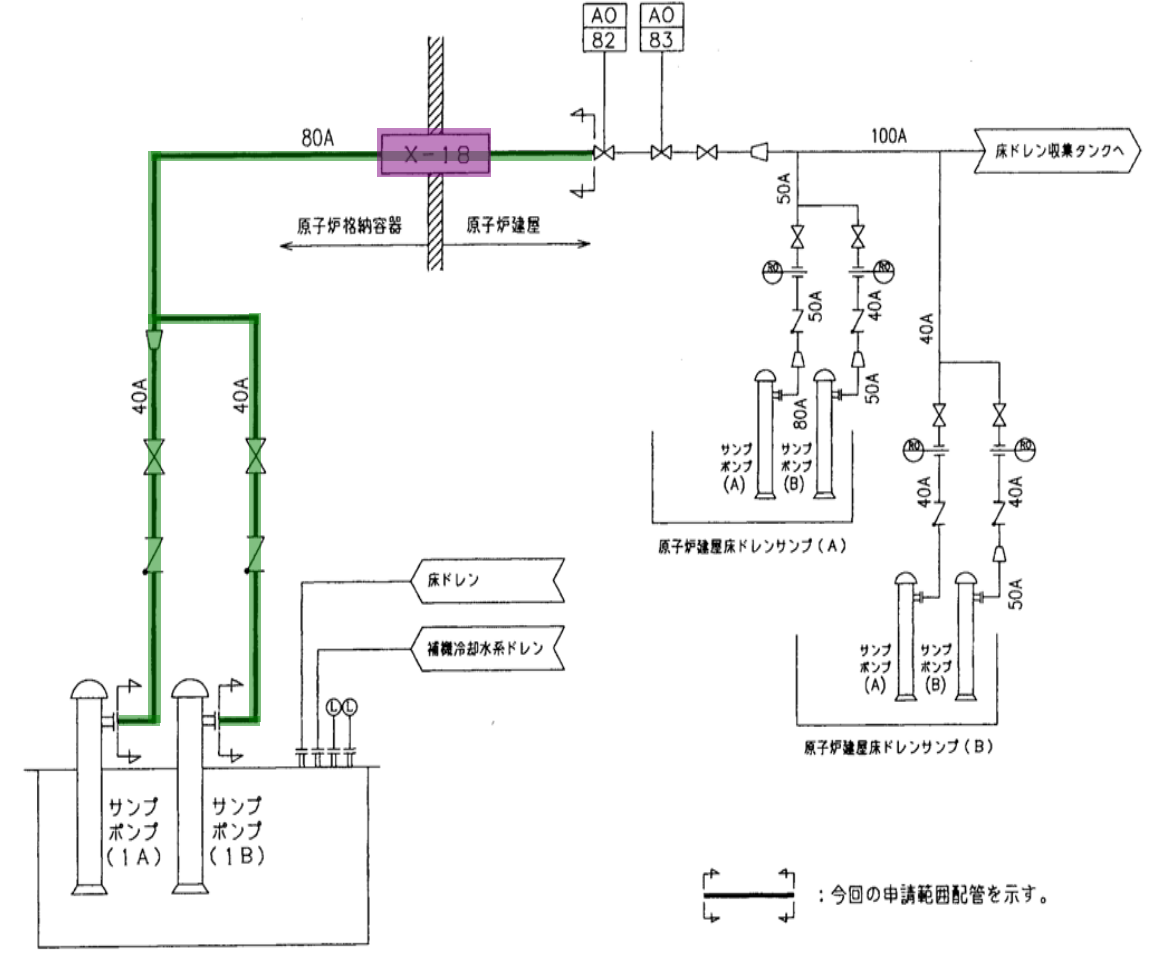 AO
82
AO
83
80A
X-18
100A
床ドレン収集タンクへ
原子炉格納容器
原子炉建屋
50A
RO
RO
50A
40A
40A
40A
40A
80A
50A
サンプ
ポンプ
(A)
サンプ
ポンプ
(B)
RO
RO
40A
40A
原子炉建屋床ドレンサンプ(A)
床ドレン
補機冷却水系ドレン
50A
サンプ
ポンプ
(A)
サンプ
ポンプ
(B)
L
L
原子炉建屋床ドレンサンプ(B)
サンプ
ポンプ
(1A)
サンプ
ポンプ
(1B)
:今回の申請範囲配管を示す。